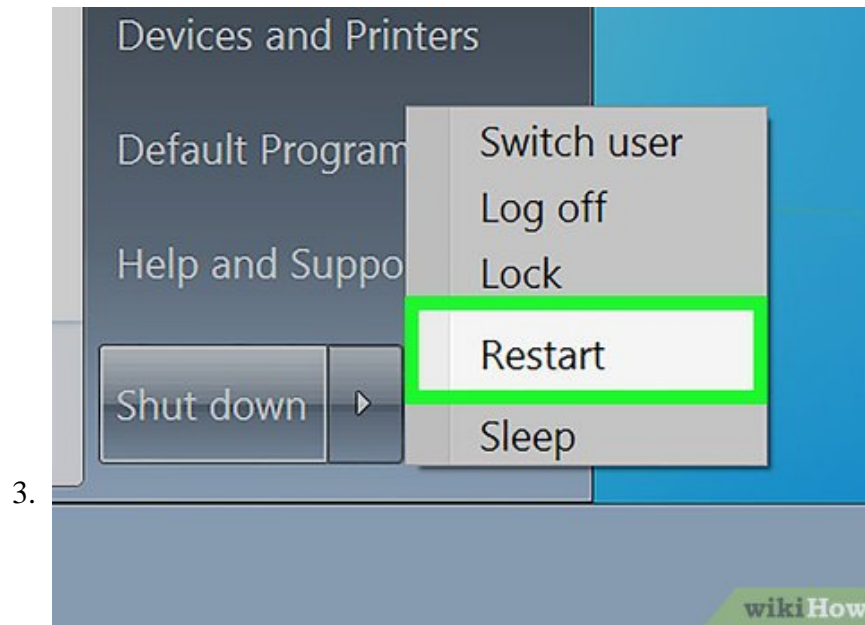 Devices and Printers
Default Program
Help and Suppo
Shut down
Switch user
Log off
Lock
Restart
Sleep
3.
wikiHow